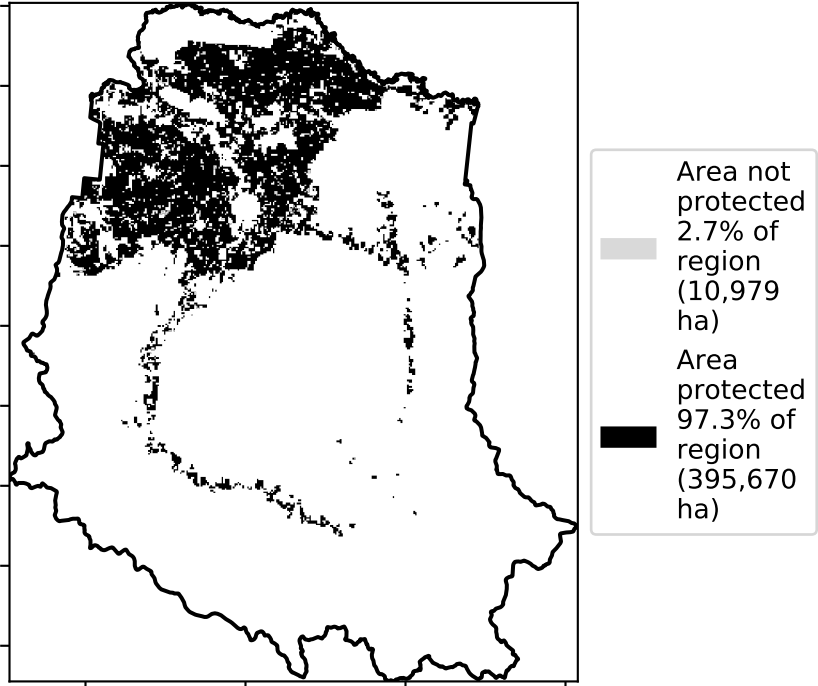 Area not
protected
2.7% of
region
(10,979
ha)
Area
protected
97.3% of
region
(395,670
ha)